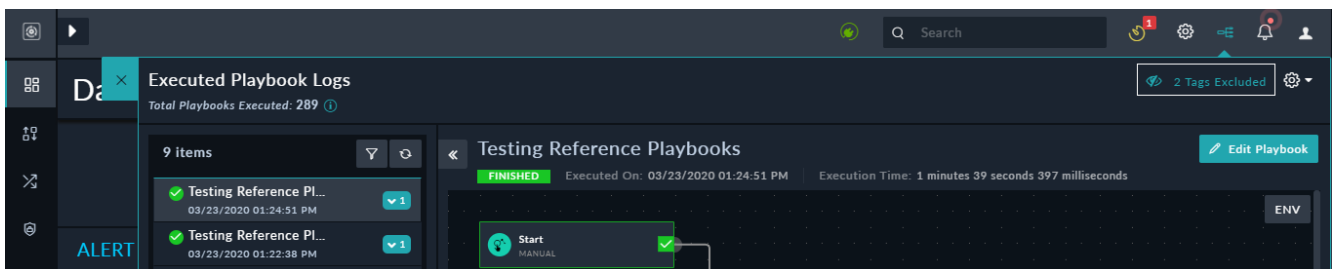 Search
1
Da
×
Executed Playbook Logs
2 Tags Excluded
Total Playbooks Executed: 289
9 items
Testing Reference Playbooks
Edit Playbook
FINISHED Executed On: 03/23/2020 01:24:51 PM Execution Time: 1 minutes 39 seconds 397 milliseconds
Testing Reference Pl...
03/23/2020 01:24:51 PM
1
ENV
Testing Reference Pl...
03/23/2020 01:22:38 PM
1
Start
MANUAL
ALERT